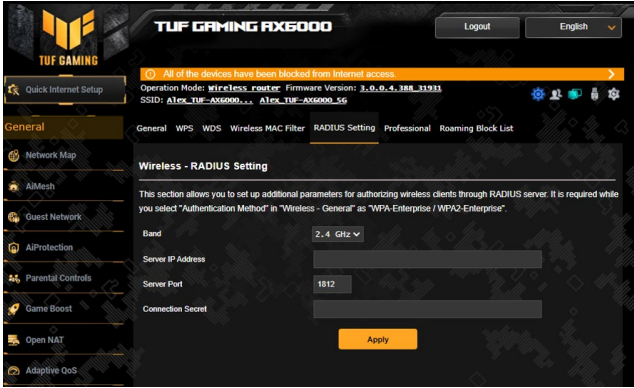 TUF GAMING
TUF GAMING AX6000
Logout
English
All of the devices have been blocked from Internet access.
Quick Internet Setup
Operation Mode: Wireless router Firmware Version: 3.0.0.4.388_31931
SSID: Alex_TUF-AX6000... Alex_TUF-AX6000_5G
General
General WPS WDS Wireless MAC Filter RADIUS Setting Professional Roaming Block List
Network Map
AiMesh
Guest Network
AiProtection
Parental Controls
Game Boost
Open NAT
Adaptive QoS
Wireless - RADIUS Setting
This section allows you to set up additional parameters for authorizing wireless clients through RADIUS server. It is required while
you select "Authentication Method" in "Wireless - General" as "WPA-Enterprise / WPA2-Enterprise".
Band 2.4 GHz
Server IP Address
Server Port 1812
Connection Secret
Apply